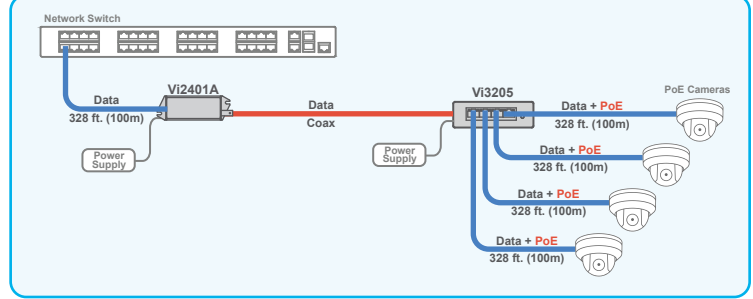 Network Switch
Vi2401A
Vi3205
PoE Cameras
Data
328 ft. (100m)
Data
Coax
Data + PoE
328 ft. (100m)
Power
Supply
Power
Supply
Data + PoE
328 ft. (100m)
Data + PoE
328 ft. (100m)
Data + PoE
328 ft. (100m)